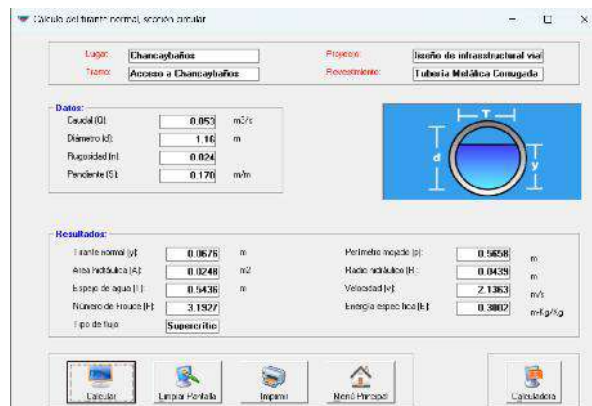 Cálculo del tirante normal, sección circular
Lugar: Chancaybaños Proyecto: Diseño de infraestructural vial
Tramo: Acceso a Chancaybaños Revestimiento: Tubería Metálica Corrugada
Datos:
Caudal (Q): 0.053 m3/s
Diámetro (d): 1.16 m
Rugosidad (n): 0.024
Pendiente (S): 0.170 m/m
T
d
y
Resultados:
Tirante normal (y): 0.0676 m Perímetro mojado (p): 0.5658 m
Area hidráulica (A): 0.0248 m2 Radio hidráulico (R): 0.0439 m
Espejo de agua (T): 0.5436 m Velocidad (v): 2.1363 m/s
Número de Froude (F): 3.1927 Energía específica (E): 0.3002 m-Kg/Kg
Tipo de flujo Supercrític
Calcular Limpiar Pantalla Imprimir Menú Principal Calculadora